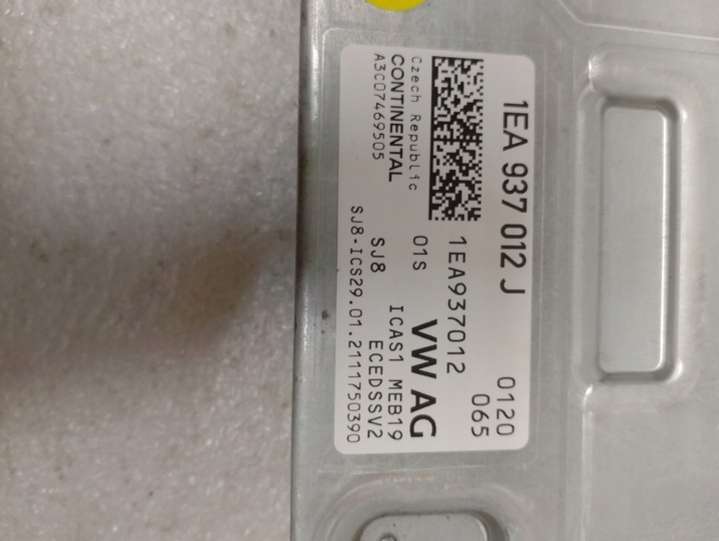 1EA 937 012 J 0120
1EA937012 065
01S VW AG
Czech Republic
CONTINENTAL ICAS1 MEB19
A3C07469505 SJ8 ECEDSSV2
SJ8-ICS29.01.2111750390